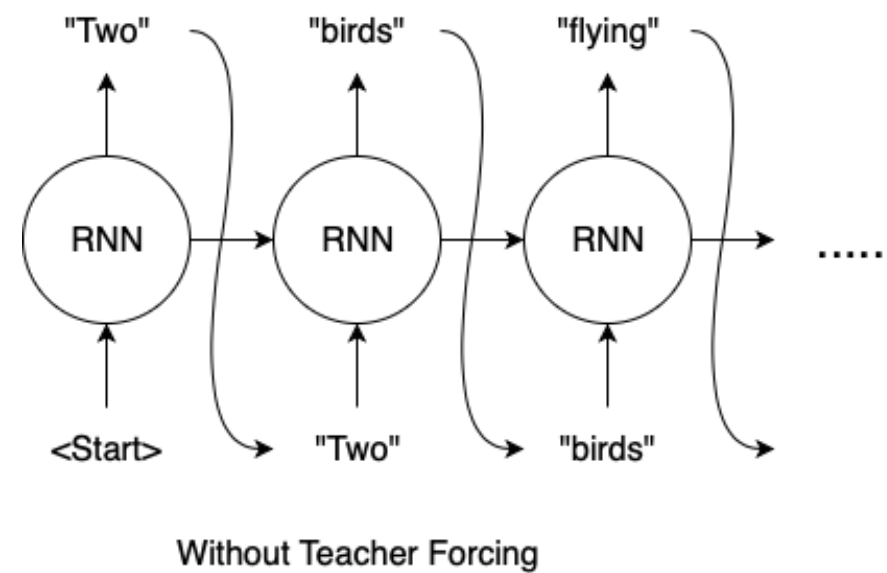 "Two" "birds" "flying"
RNN RNN RNN .....
<Start> "Two" "birds"
Without Teacher Forcing